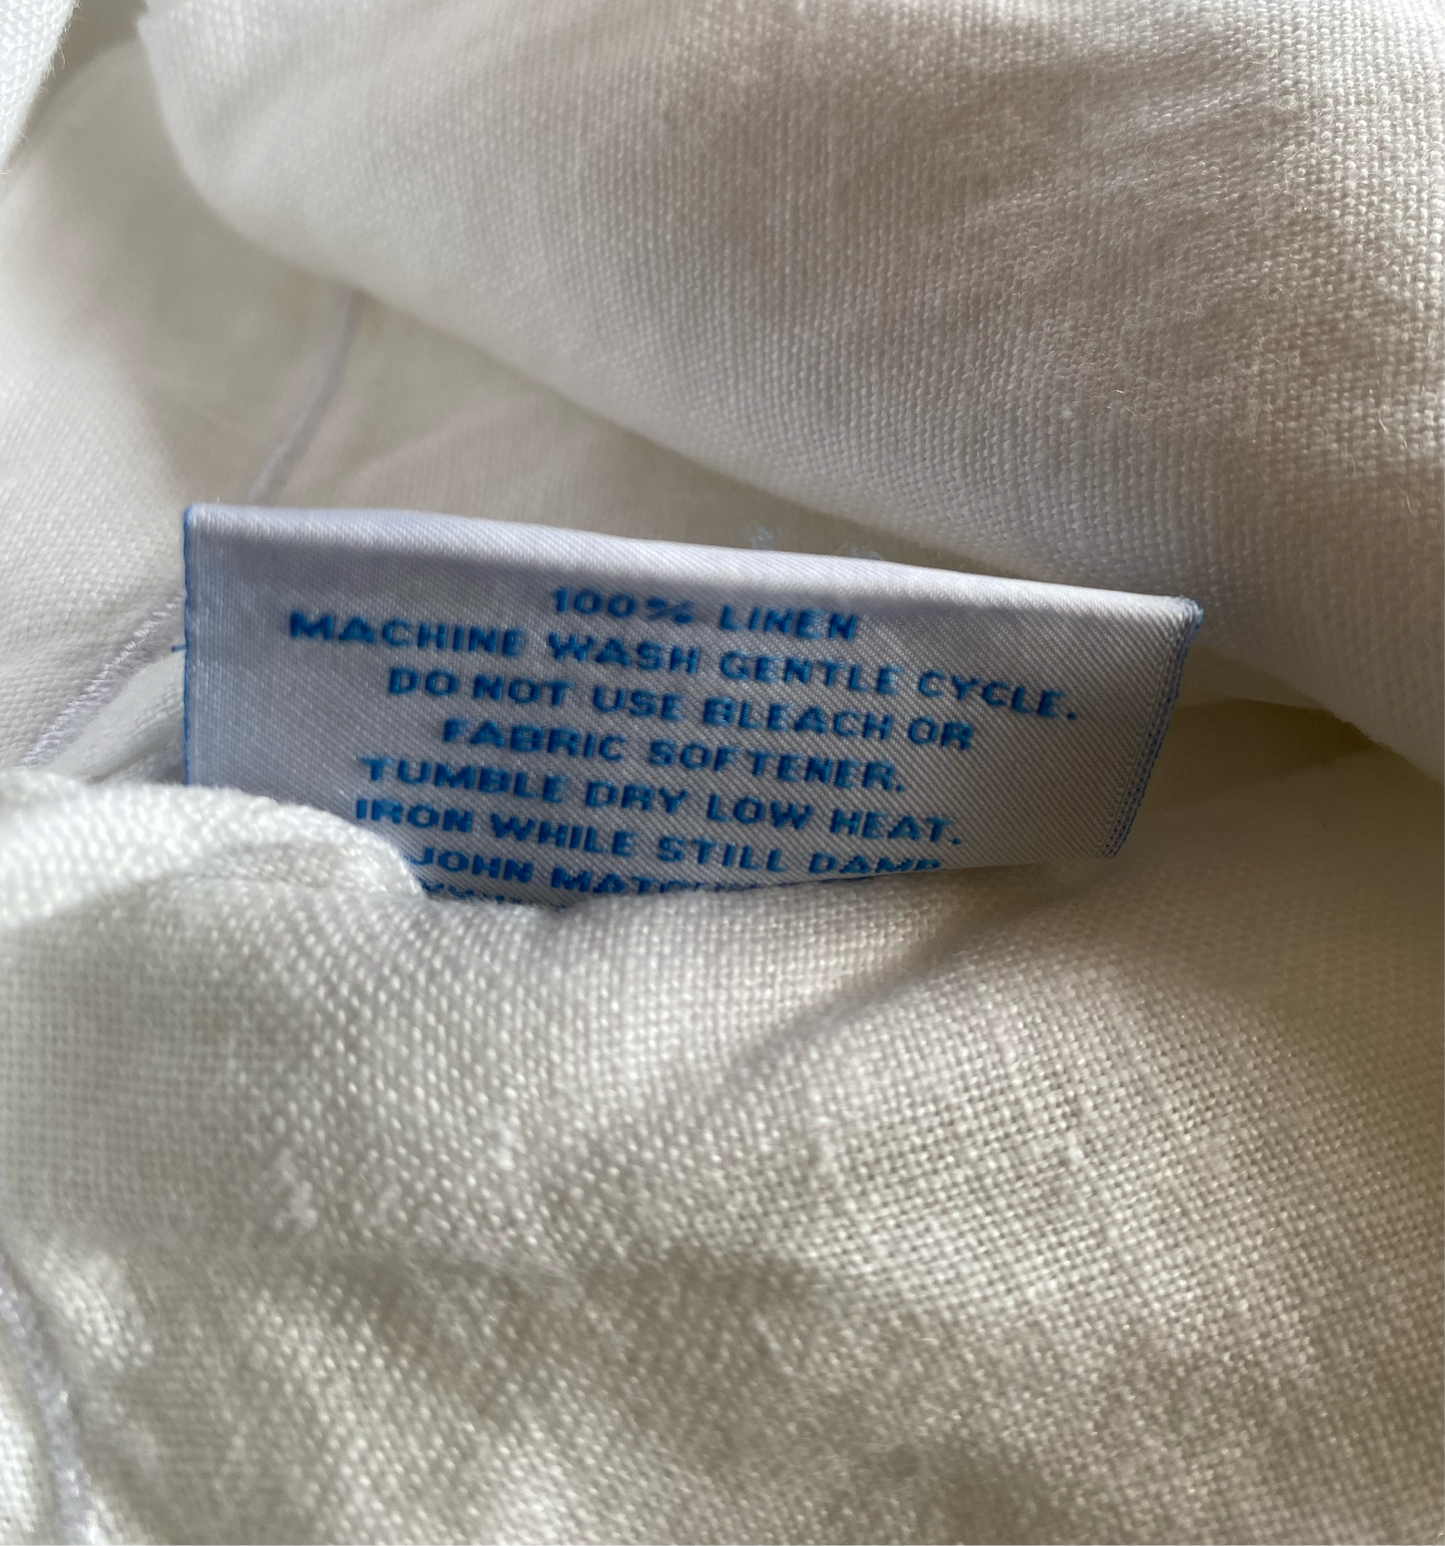 100% LINEN
MACHINE WASH GENTLE CYCLE.
DO NOT USE BLEACH OR
FABRIC SOFTENER.
TUMBLE DRY LOW HEAT.
IRON WHILE STILL DAMP
JOHN